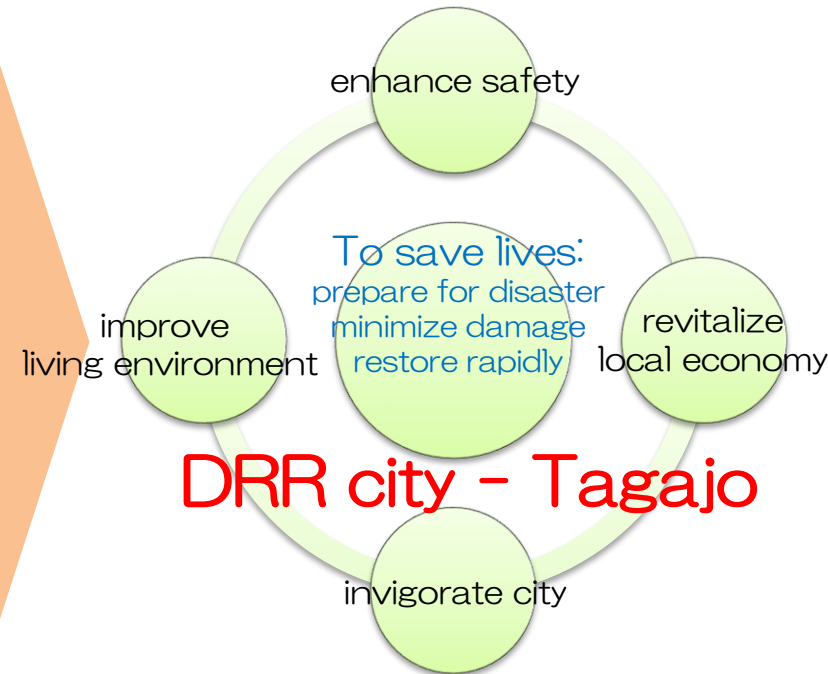 enhance safety
To save lives:
prepare for disaster
minimize damage
restore rapidly
improve
living environment
revitalize
local economy
DRR city - Tagajo
invigorate city